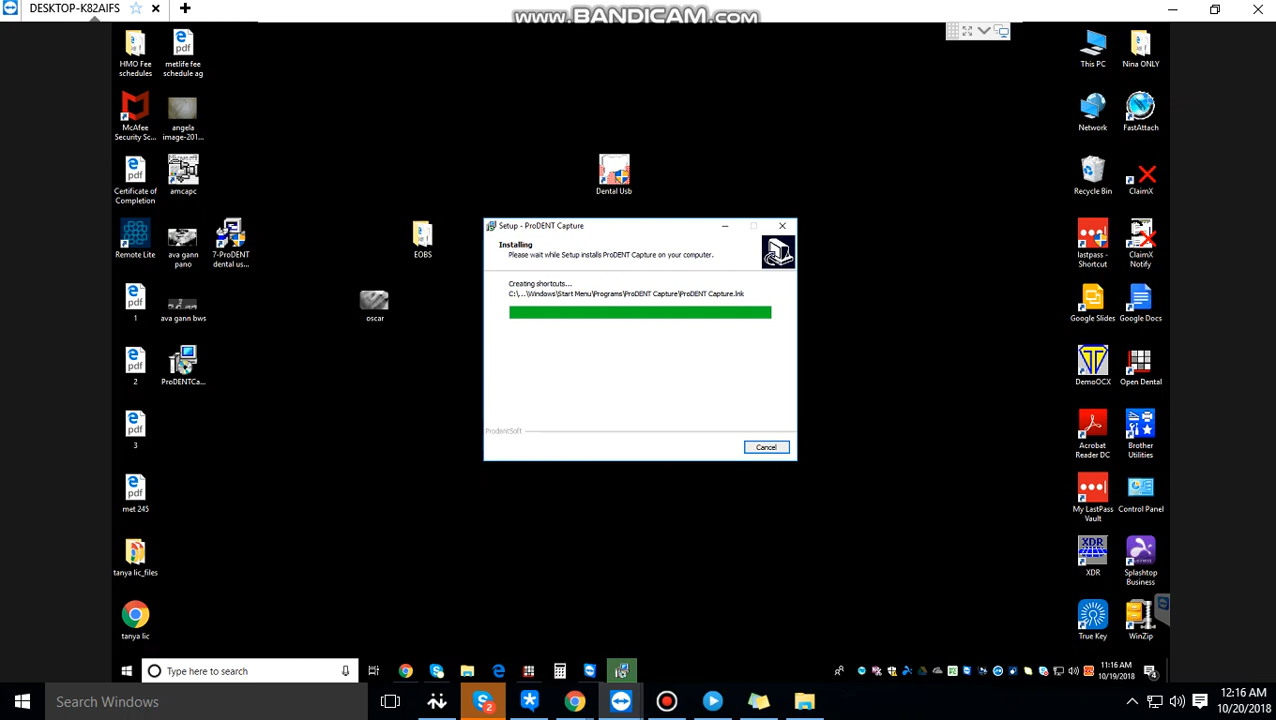 DESKTOP-K82AIFS
www.BANDICAM.com
HMO Fee
schedules
metlife fee
schedule ag
This PC
Nina ONLY
McAfee
Security Sc...
angela
image-201...
Network
FastAttach
Certificate of
Completion
amcapc
Dental Usb
Recycle Bin
ClaimX
Remote Lite
ava gann
pano
7-ProDENT
dental us...
EOBS
lastpass -
Shortcut
ClaimX
Notify
Setup - ProDENT Capture
Installing
Please wait while Setup installs ProDENT Capture on your computer.
Creating shortcuts...
C:\...\Windows\Start Menu\Programs\ProDENT Capture\ProDENT Capture.lnk
ProdentSoft
Cancel
1
ava gann bws
oscar
Google Slides
Google Docs
2
ProDENTCa...
DemoOCX
Open Dental
3
Acrobat
Reader DC
Brother
Utilities
met 245
My LastPass
Vault
Control Panel
tanya lic_files
XDR
Splashtop
Business
tanya lic
True Key
WinZip
Type here to search
11:16 AM
10/19/2018
4
Search Windows
2
12:16 AM
10/20/2018